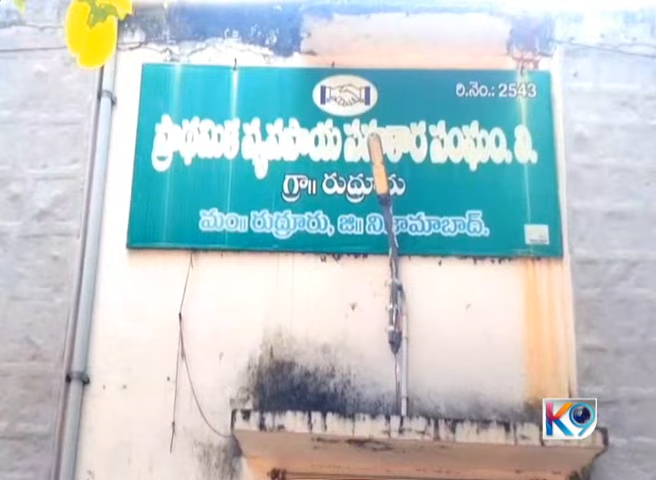 రి.నెం.: 2543
ప్రాథమిక వ్యవసాయ సహకార సంఘం. లి.
గ్రా॥ రుద్రూరు
మం॥ రుద్రూరు, జి॥ నిజామాబాద్.
K9